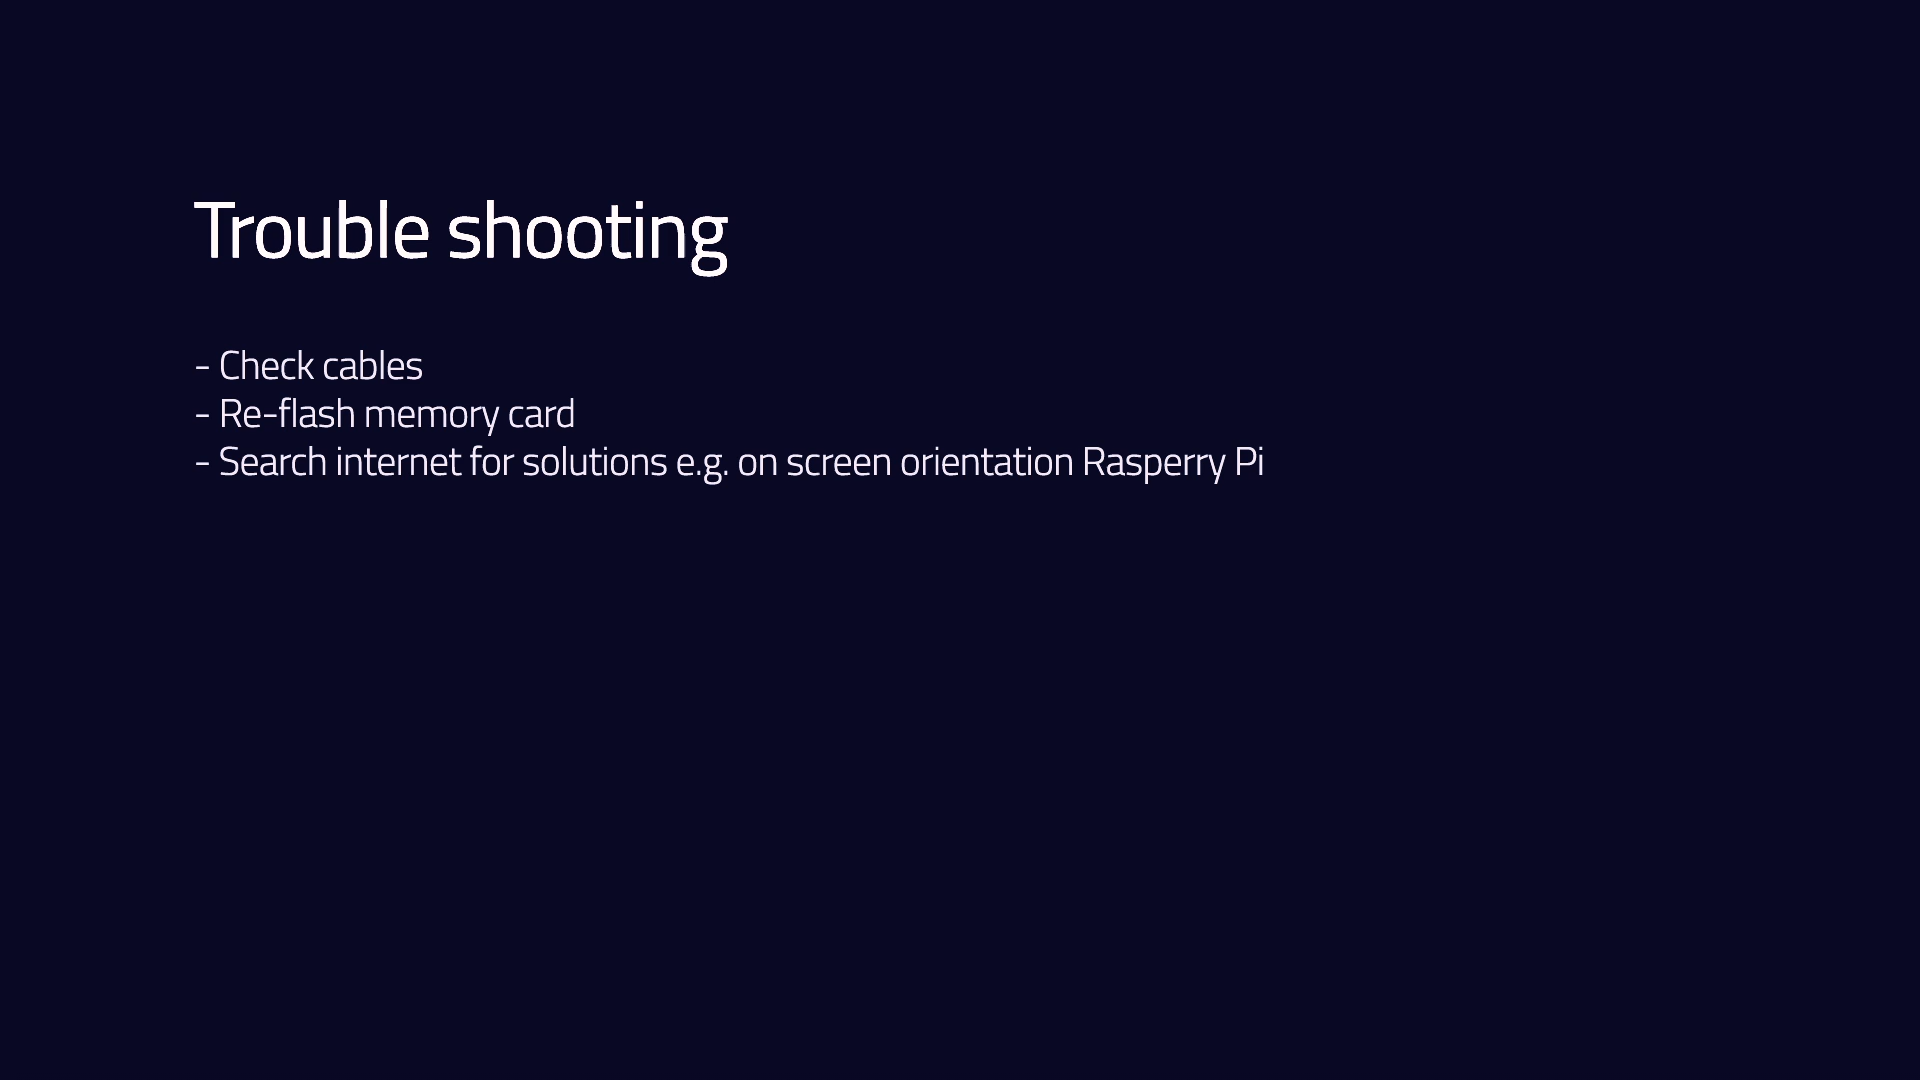 Trouble shooting
- Check cables
- Re-flash memory card
- Search internet for solutions e.g. on screen orientation Rasperry Pi